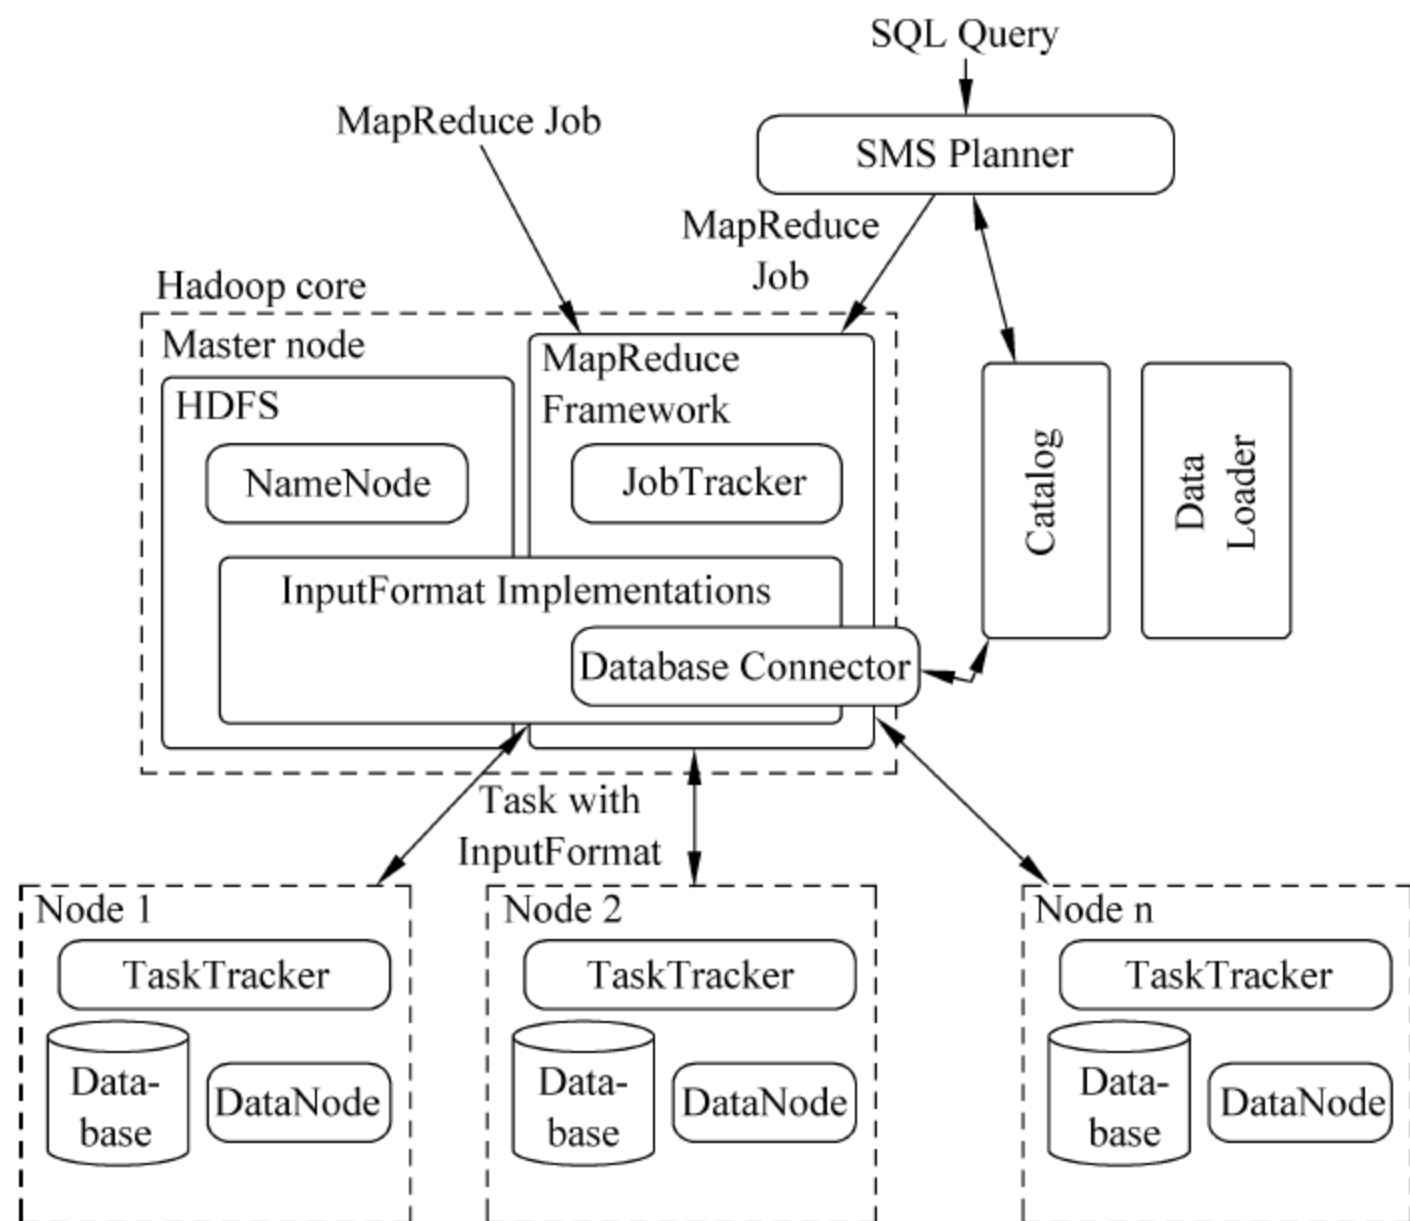 SQL Query
MapReduce Job
SMS Planner
MapReduce
Job
Hadoop core
Master node
HDFS
NameNode
MapReduce
Framework
JobTracker
InputFormat Implementations
Database Connector
Catalog
Data
Loader
Task with
InputFormat
Node 1
TaskTracker
Data-
base
DataNode
Node 2
TaskTracker
Data-
base
DataNode
Node n
TaskTracker
Data-
base
DataNode